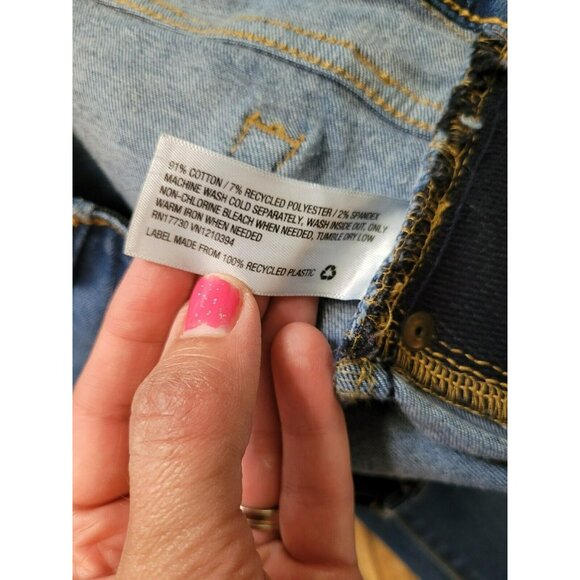 91% COTTON / 7% RECYCLED POLYESTER / 2% SPANDEX
MACHINE WASH COLD SEPARATELY, WASH INSIDE OUT, ONLY
NON-CHLORINE BLEACH WHEN NEEDED, TUMBLE DRY LOW
WARM IRON WHEN NEEDED
RN17730 VN1210394
LABEL MADE FROM 100% RECYCLED PLASTIC